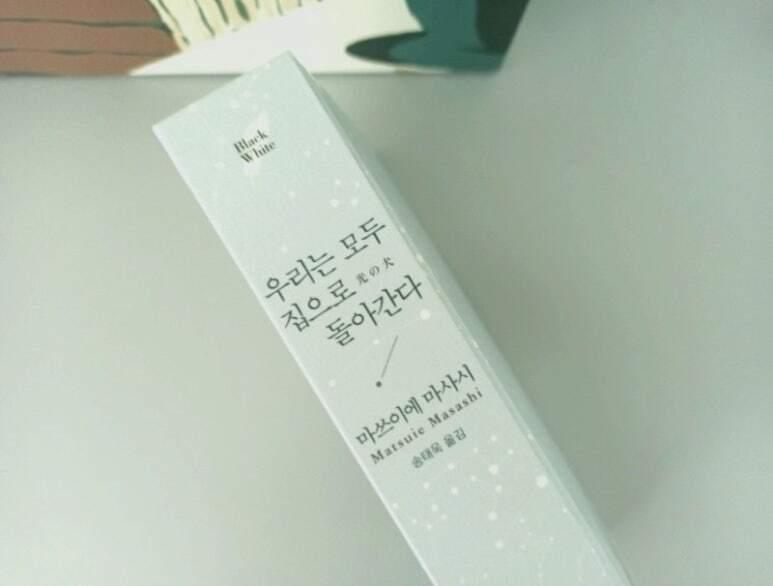 Black
White
우리는 모두
집으로 光の犬
돌아간다
마쓰이에 마사시
Matsuie Masashi
송태욱 옮김